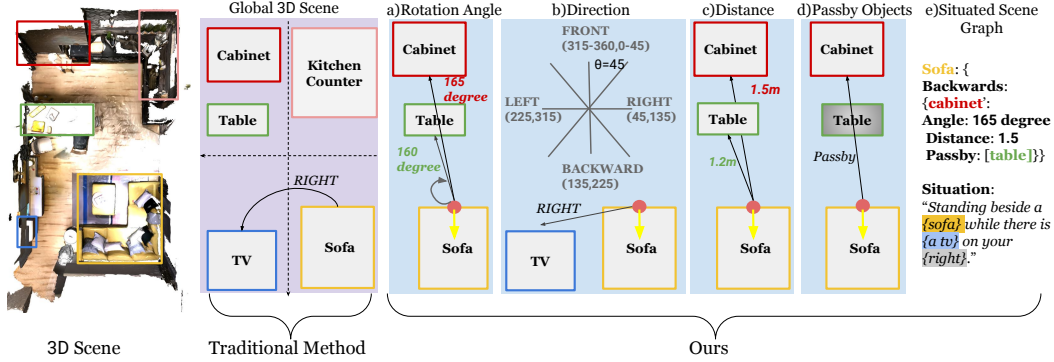 Global 3D Scene
Cabinet
Kitchen
Counter
Table
RIGHT
TV
Sofa
a)Rotation Angle
Cabinet
165
degree
Table
160
degree
Sofa
b)Direction
FRONT
(315-360,0-45)
θ=45
LEFT
(225,315)
RIGHT
(45,135)
BACKWARD
(135,225)
RIGHT
TV
Sofa
c)Distance
Cabinet
1.5m
Table
1.2m
Sofa
d)Passby Objects
Cabinet
Table
Passby
Sofa
e)Situated Scene
Graph
Sofa: {
Backwards:
{cabinet':
Angle: 165 degree
Distance: 1.5
Passby: [table]}}
Situation:
“Standing beside a
{sofa} while there is
{a tv} on your
{right}.”
3D Scene
Traditional Method
Ours